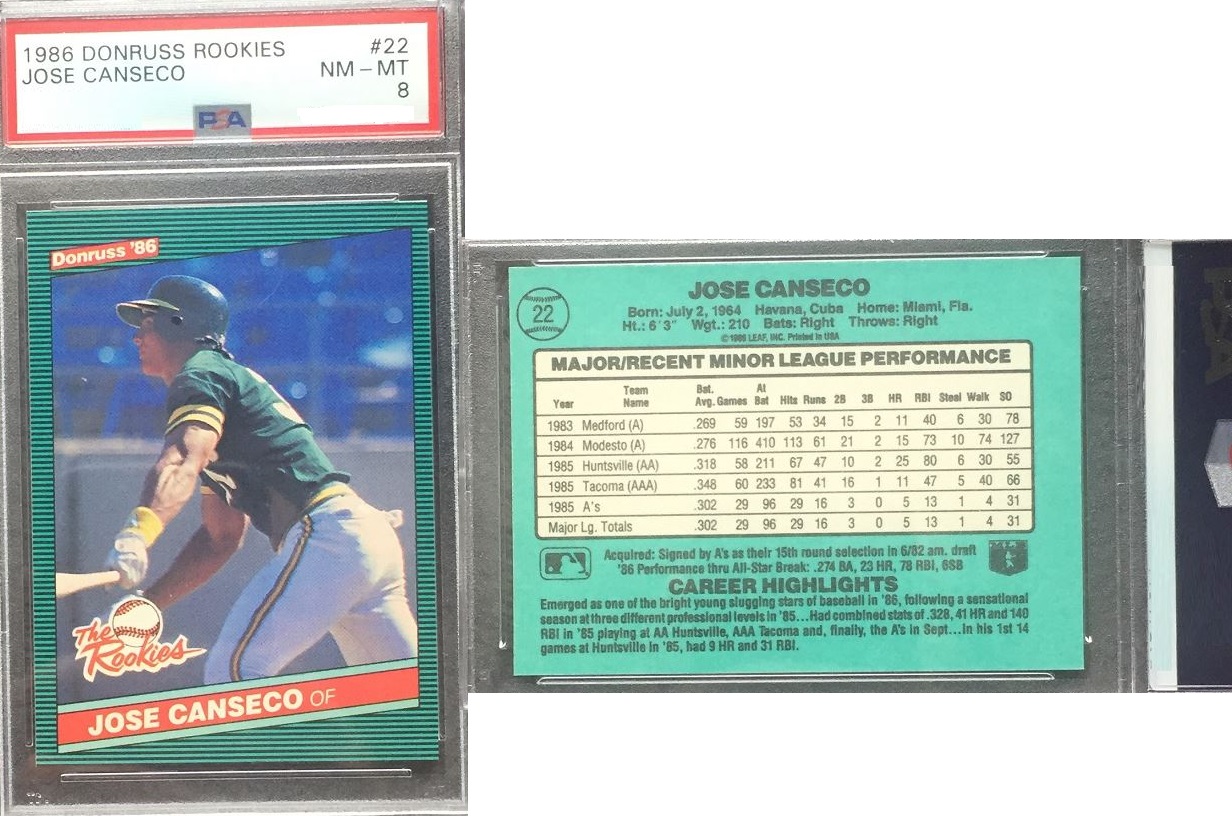 1986 DONRUSS ROOKIES #22
JOSE CANSECO NM - MT
8
PSA
Donruss '86
The
Rookies
JOSE CANSECO OF
22
JOSE CANSECO
Born: July 2, 1964 Havana, Cuba Home: Miami, Fla.
Ht.: 6'3" Wgt.: 210 Bats: Right Throws: Right
© 1986 LEAF, INC. Printed in USA
MAJOR/RECENT MINOR LEAGUE PERFORMANCE
Year Team Name Bat. Avg. Games At Bat Hits Runs 2B 3B HR RBI Steal Walk SO
1983 Medford (A) .269 59 197 53 34 15 2 11 40 6 30 78
1984 Modesto (A) .276 116 410 113 61 21 2 15 73 10 74 127
1985 Huntsville (AA) .318 58 211 67 47 10 2 25 80 6 30 55
1985 Tacoma (AAA) .348 60 233 81 41 16 1 11 47 5 40 66
1985 A's .302 29 96 29 16 3 0 5 13 1 4 31
Major Lg. Totals .302 29 96 29 16 3 0 5 13 1 4 31
Acquired: Signed by A's as their 15th round selection in 6/82 am. draft
'86 Performance thru All-Star Break: .274 BA, 23 HR, 78 RBI, 6SB
CAREER HIGHLIGHTS
Emerged as one of the bright young slugging stars of baseball in '86, following a sensational
season at three different professional levels in '85...Had combined stats of .328, 41 HR and 140
RBI in '85 playing at AA Huntsville, AAA Tacoma and, finally, the A's in Sept...in his 1st 14
games at Huntsville in '85, had 9 HR and 31 RBI.